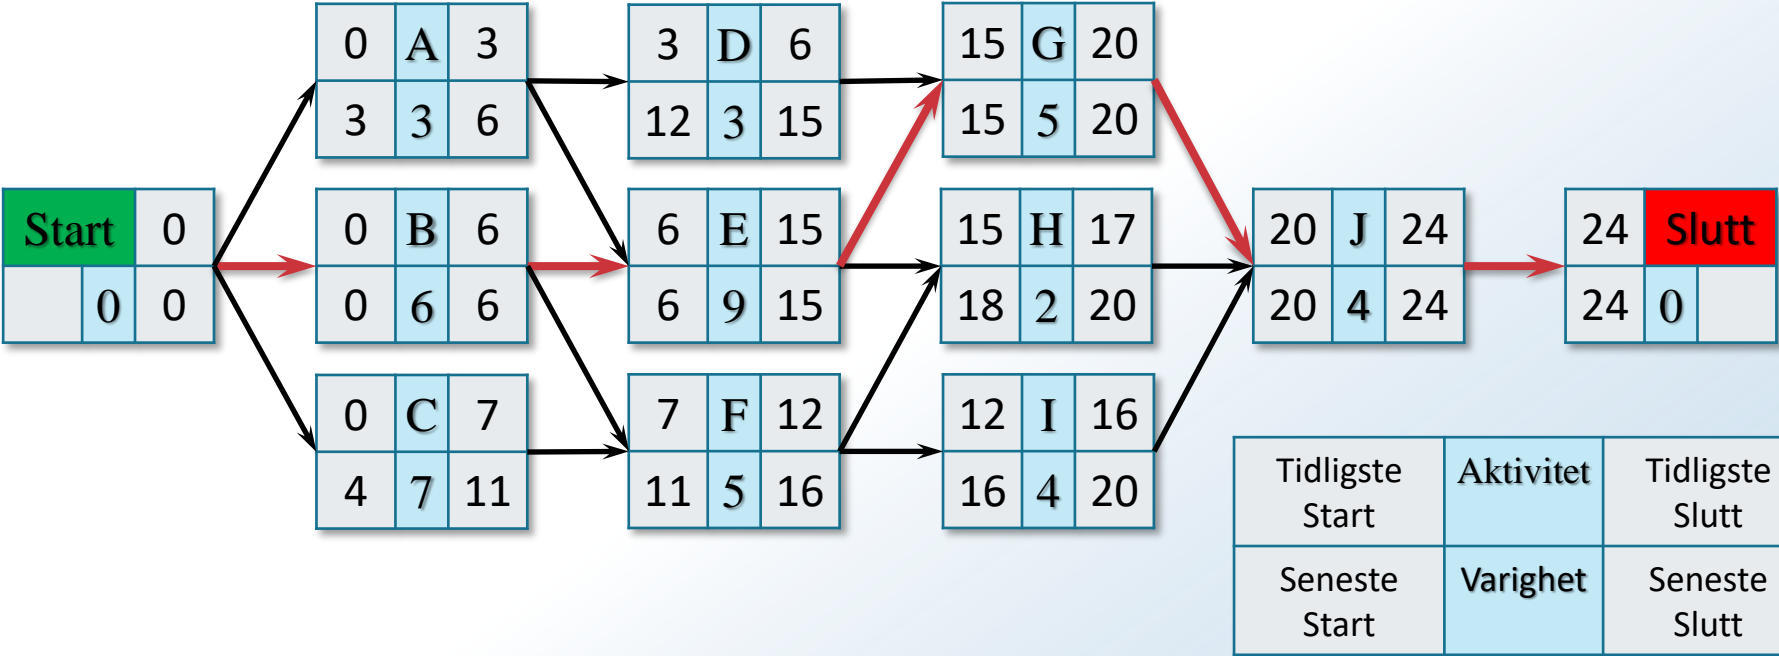 0 A 3
3 3 6
3 D 6
12 3 15
15 G 20
15 5 20
Start 0
0 0
0 B 6
0 6 6
6 E 15
6 9 15
15 H 17
18 2 20
20 J 24
20 4 24
24 Slutt
24 0
0 C 7
4 7 11
7 F 12
11 5 16
12 I 16
16 4 20
Tidligste
Start
Aktivitet
Tidligste
Slutt
Seneste
Start
Varighet
Seneste
Slutt